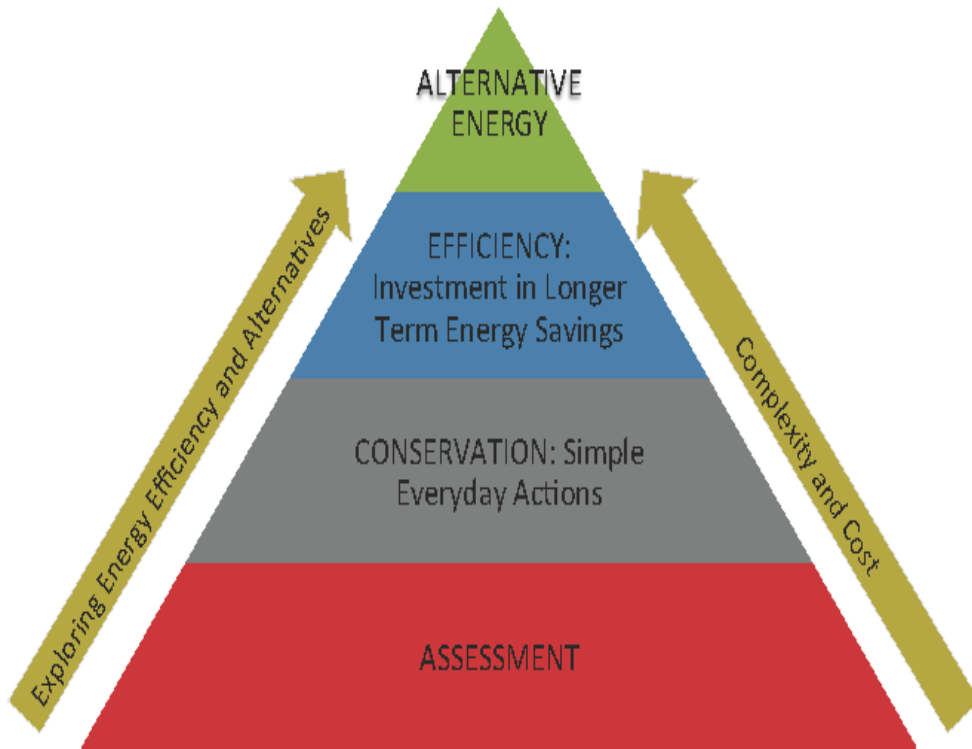 ALTERNATIVE
ENERGY
EFFICIENCY:
Investment in Longer
Term Energy Savings
CONSERVATION: Simple
Everyday Actions
ASSESSMENT
Exploring Energy Efficiency and Alternatives
Complexity and Cost